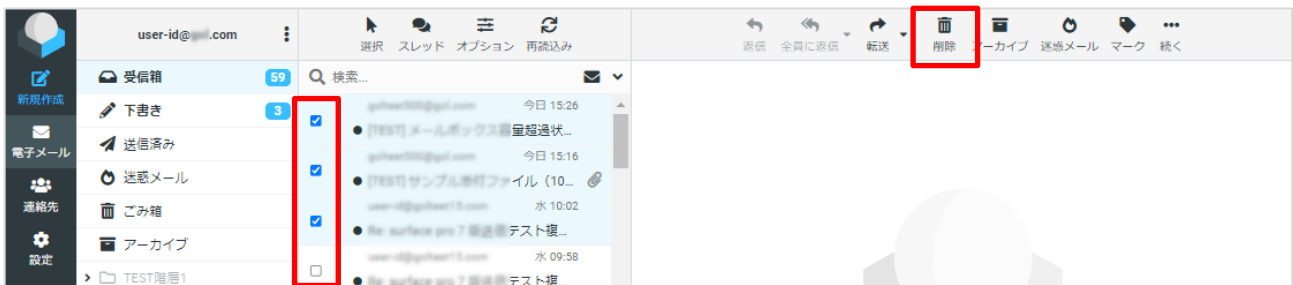 user-id@ .com
選択 スレッド オプション 再読込み
返信 全員に返信 転送 削除 アーカイブ 迷惑メール マーク 続く
新規作成
電子メール
連絡先
設定
受信箱 59
下書き 3
送信済み
迷惑メール
ごみ箱
アーカイブ
TEST階層1
検索...
今日 15:26
[TEST] メールボックス容量超過状...
今日 15:16
[TEST] サンプル添付ファイル（10...
水 10:02
Re: surface pro 7 テスト複...
水 09:58
Re: surface pro 7 テスト複...